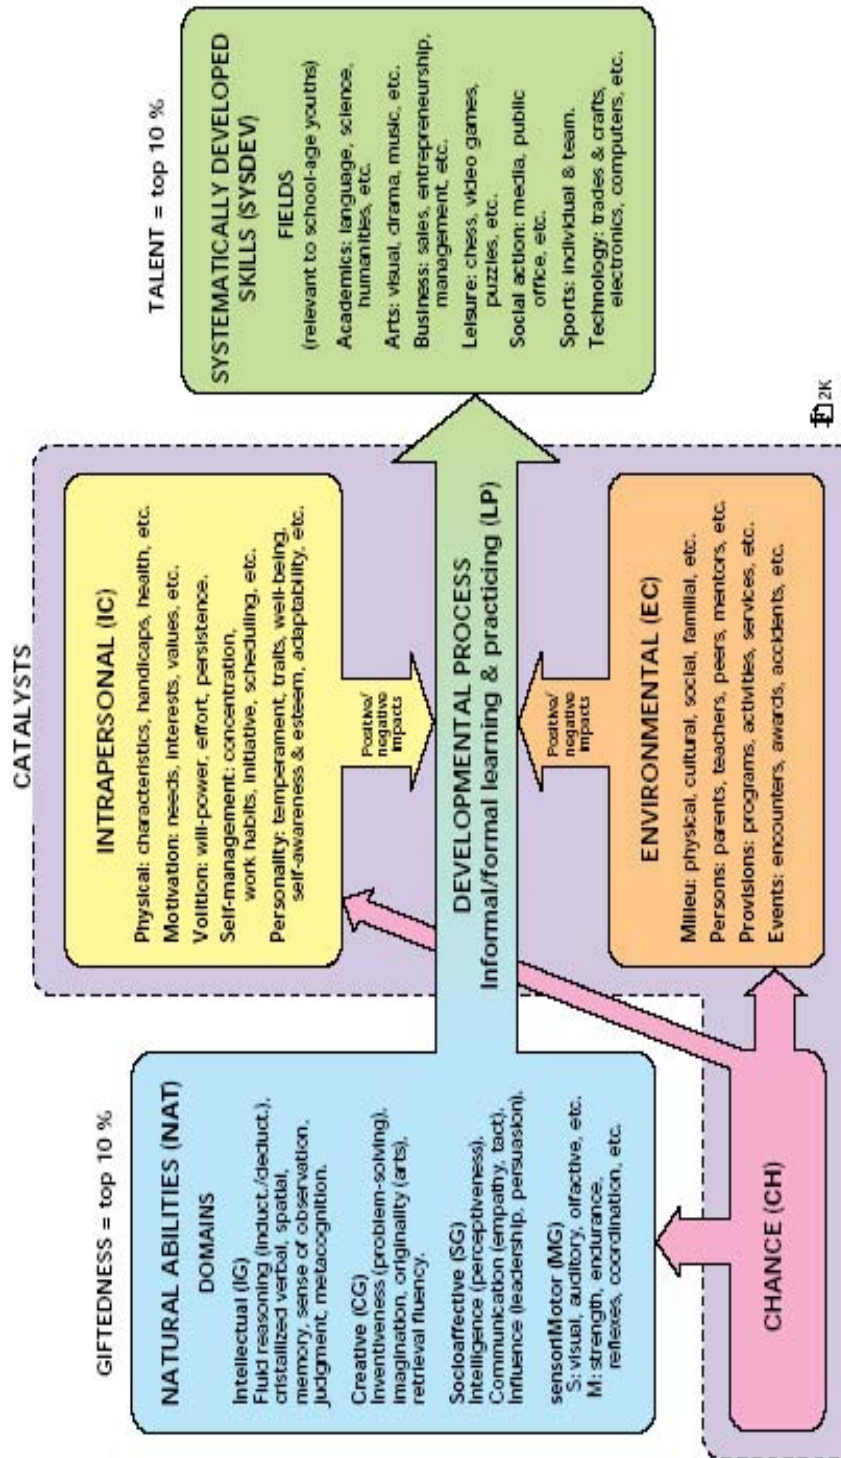 GIFTEDNESS = top 10 %
NATURAL ABILITIES (NAT)
DOMAINS
Intellectual (IG)
Fluid reasoning (induct./deduct.),
cristallized verbal, spatial,
memory, sense of observation,
judgment, metacognition.
Creative (CG)
Inventiveness (problem-solving),
imagination, originality (arts),
retrieval fluency.
Socioaffective (SG)
Intelligence (perceptiveness).
Communication (empathy, tact).
Influence (leadership, persuasion).
sensoriMotor (MG)
S: visual, auditory, olfactive, etc.
M: strength, endurance,
reflexes, coordination, etc.
CHANCE (CH)
CATALYSTS
INTRAPERSONAL (IC)
Physical: characteristics, handicaps, health, etc.
Motivation: needs, interests, values, etc.
Volition: will-power, effort, persistence.
Self-management: concentration,
work habits, initiative, scheduling, etc.
Personality: temperament, traits, well-being,
self-awareness & esteem, adaptability, etc.
Positive/
negative
impacts
DEVELOPMENTAL PROCESS
Informal/formal learning & practicing (LP)
Positive/
negative
impacts
ENVIRONMENTAL (EC)
Milieu: physical, cultural, social, familial, etc.
Persons: parents, teachers, peers, mentors, etc.
Provisions: programs, activities, services, etc.
Events: encounters, awards, accidents, etc.
TALENT = top 10 %
SYSTEMATICALLY DEVELOPED
SKILLS (SYSDEV)
FIELDS
(relevant to school-age youths)
Academics: language, science,
humanities, etc.
Arts: visual, drama, music, etc.
Business: sales, entrepreneurship,
management, etc.
Leisure: chess, video games,
puzzles, etc.
Social action: media, public
office, etc.
Sports: individual & team.
Technology: trades & crafts,
electronics, computers, etc.
2K